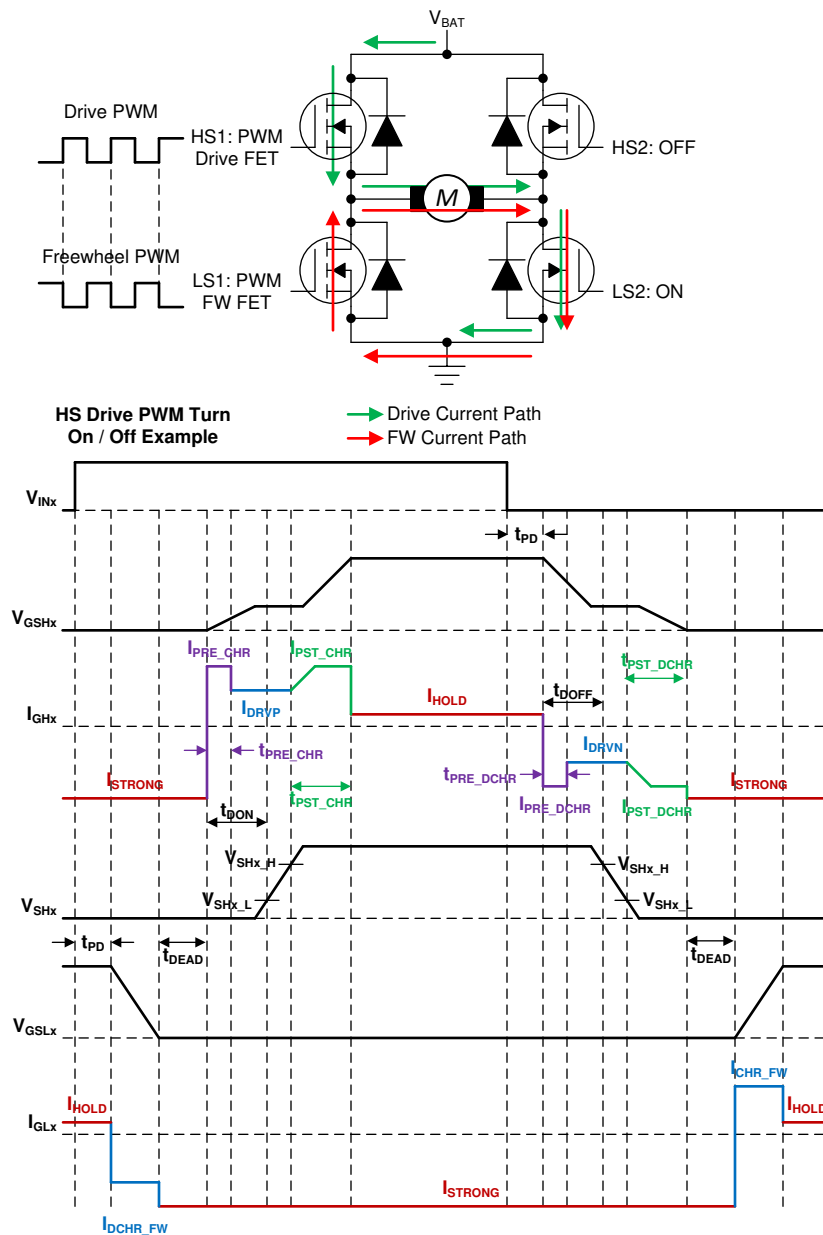 VBAT
Drive PWM
HS1: PWM
Drive FET
HS2: OFF
M
Freewheel PWM
LS1: PWM
FW FET
LS2: ON
HS Drive PWM Turn
On / Off Example
Drive Current Path
FW Current Path
VINx
tPD
VGSHx
IPRE_CHR
IPST_CHR
tPST_DCHR
IDRVP
IHOLD
tDOFF
IGHx
IDRVN
tPRE_CHR
ISTRONG
tPRE_DCHR
ISTRONG
tPST_CHR
IPRE_DCHR
IPST_DCHR
tDON
VSHx_H
VSHx_H
VSHx_L
VSHx_L
VSHx
tPD
tDEAD
tDEAD
VGSLx
ICHR_FW
IHOLD
IHOLD
IGLx
ISTRONG
IDCHR_FW